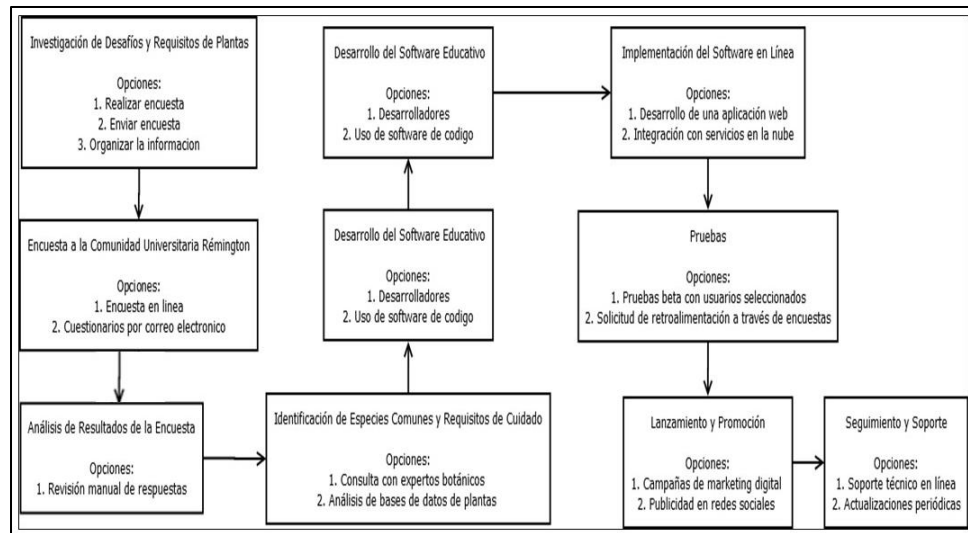 Investigación de Desafíos y Requisitos de Plantas
Opciones:
1. Realizar encuesta
2. Enviar encuesta
3. Organizar la informacion
Encuesta a la Comunidad Universitaria Rémington
Opciones:
1. Encuesta en linea
2. Cuestionarios por correo electronico
Análisis de Resultados de la Encuesta
Opciones:
1. Revisión manual de respuestas
Identificación de Especies Comunes y Requisitos de Cuidado
Opciones:
1. Consulta con expertos botánicos
2. Análisis de bases de datos de plantas
Desarrollo del Software Educativo
Opciones:
1. Desarrolladores
2. Uso de software de codigo
Desarrollo del Software Educativo
Opciones:
1. Desarrolladores
2. Uso de software de codigo
Implementación del Software en Línea
Opciones:
1. Desarrollo de una aplicación web
2. Integración con servicios en la nube
Pruebas
Opciones:
1. Pruebas beta con usuarios seleccionados
2. Solicitud de retroalimentación a través de encuestas
Lanzamiento y Promoción
Opciones:
1. Campañas de marketing digital
2. Publicidad en redes sociales
Seguimiento y Soporte
Opciones:
1. Soporte técnico en línea
2. Actualizaciones periódicas